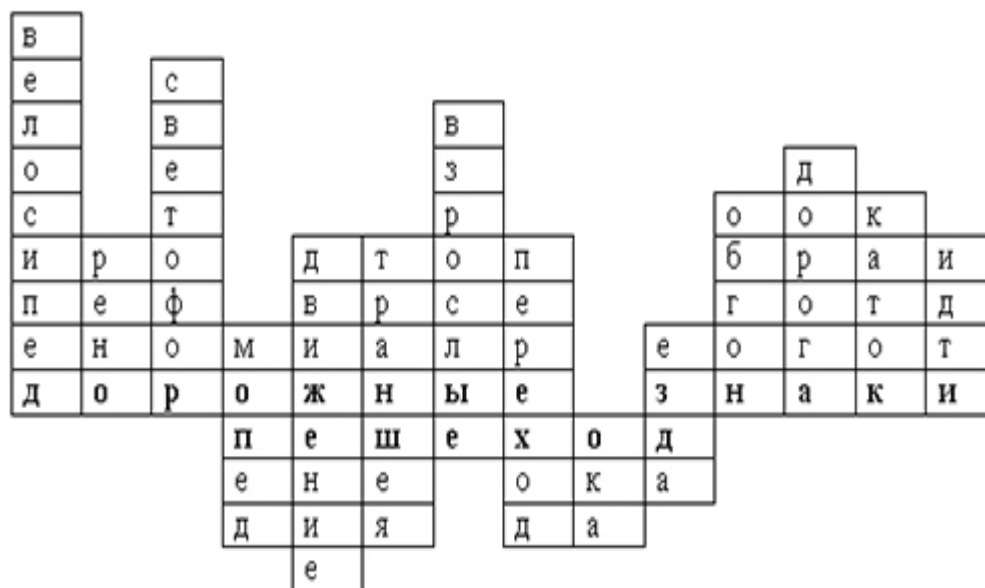 в
е с
л в в
о е з д
с т р о о к
и р о д т о п б р а и
п е ф в р с е г о т д
е н о м и а л р е о г о т
д о р о ж н ы е з н а к и
п е ш е х о д
е н е о к а
д и я д а
е